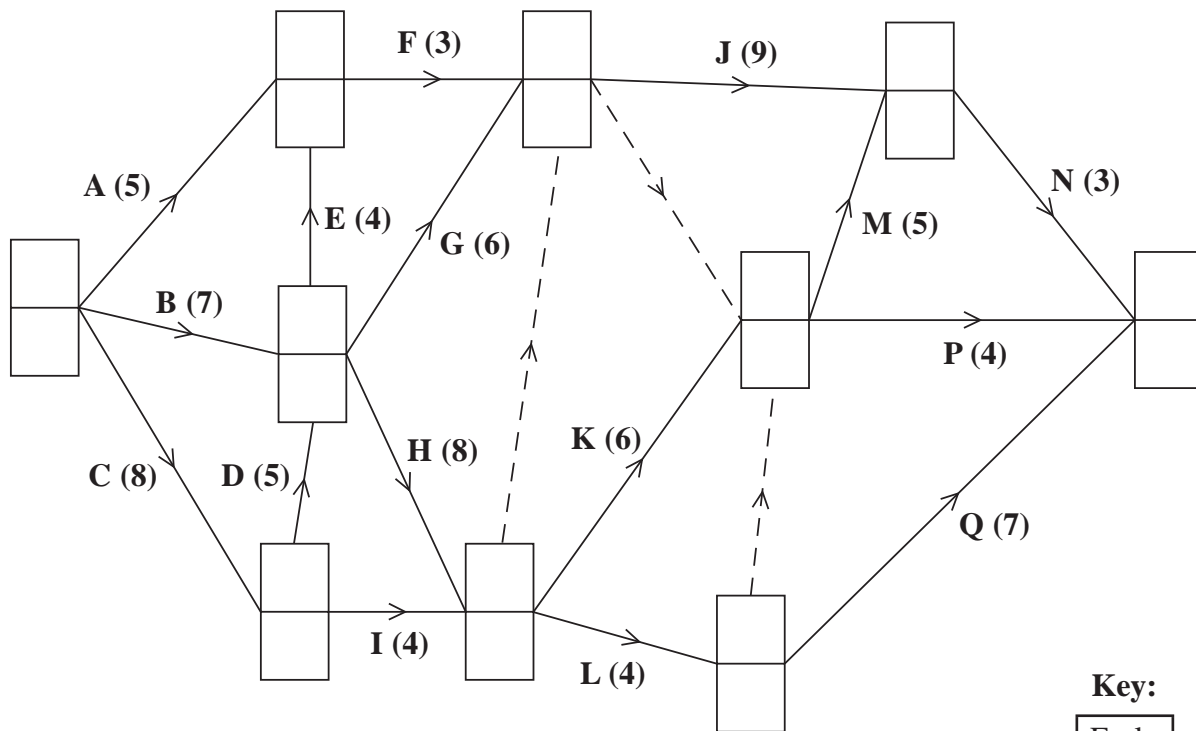 F (3)
J (9)
A (5)
E (4)
G (6)
M (5)
N (3)
B (7)
P (4)
C (8)
D (5)
H (8)
K (6)
Q (7)
I (4)
L (4)
Key: